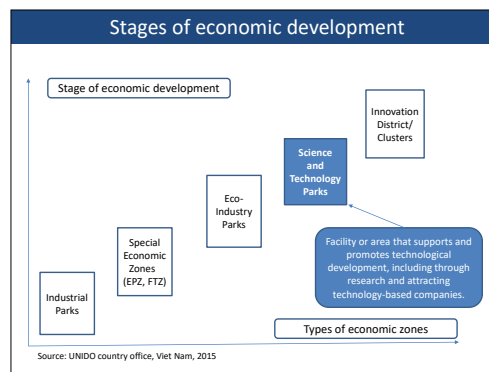 Stages of economic development
Stage of economic development
Innovation
District/
Clusters
Science
and
Technology
Parks
Eco-
Industry
Parks
Special
Economic
Zones
(EPZ, FTZ)
Industrial
Parks
Facility or area that supports and
promotes technological
development, including through
research and attracting
technology-based companies.
Types of economic zones
Source: UNIDO country office, Viet Nam, 2015